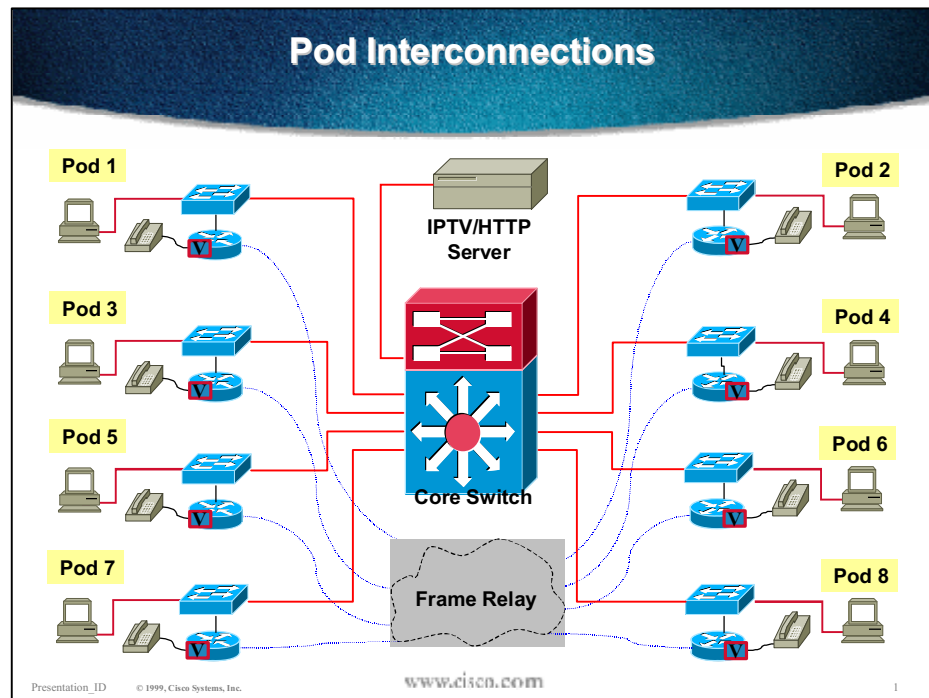 Pod Interconnections
Pod 1
Pod 2
IPTV/HTTP
Server
V
V
Pod 3
Pod 4
V
V
Pod 5
Pod 6
Core Switch
V
V
Pod 7
Pod 8
Frame Relay
V
V
Presentation_ID © 1999, Cisco Systems, Inc. www.cisco.com 1